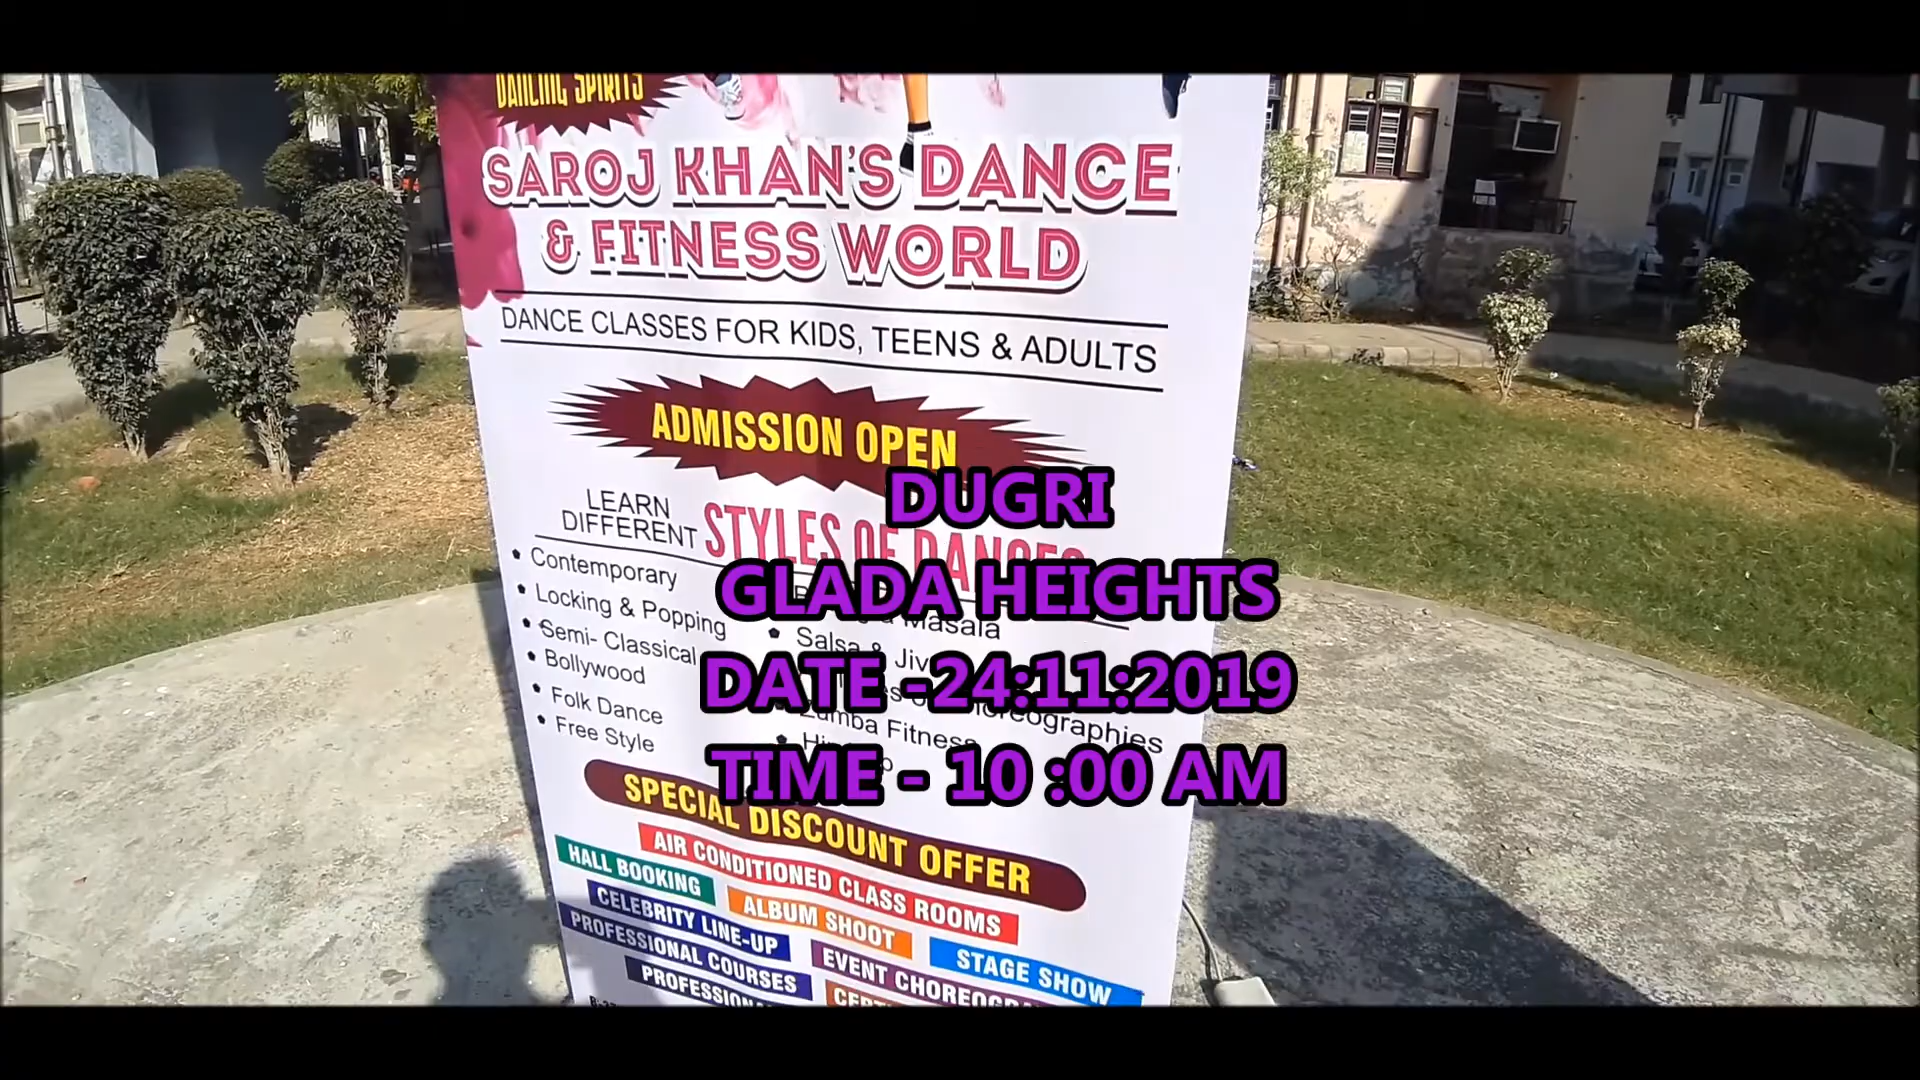 DANCING SPIRITS
SAROJ KHAN'S DANCE
& FITNESS WORLD
DANCE CLASSES FOR KIDS, TEENS & ADULTS
ADMISSION OPEN
LEARN
DIFFERENT
STYLES OF DANCES
Contemporary
Locking & Popping
Semi- Classical
Bollywood
Folk Dance
Free Style
Masala
Salsa &
Choreographies
Zumba Fitness
DUGRI
GLADA HEIGHTS
DATE -24:11:2019
TIME - 10 :00 AM
SPECIAL DISCOUNT OFFER
AIR CONDITIONED CLASS ROOMS
HALL BOOKING
ALBUM SHOOT
CELEBRITY LINE-UP
STAGE SHOW
PROFESSIONAL COURSES
EVENT